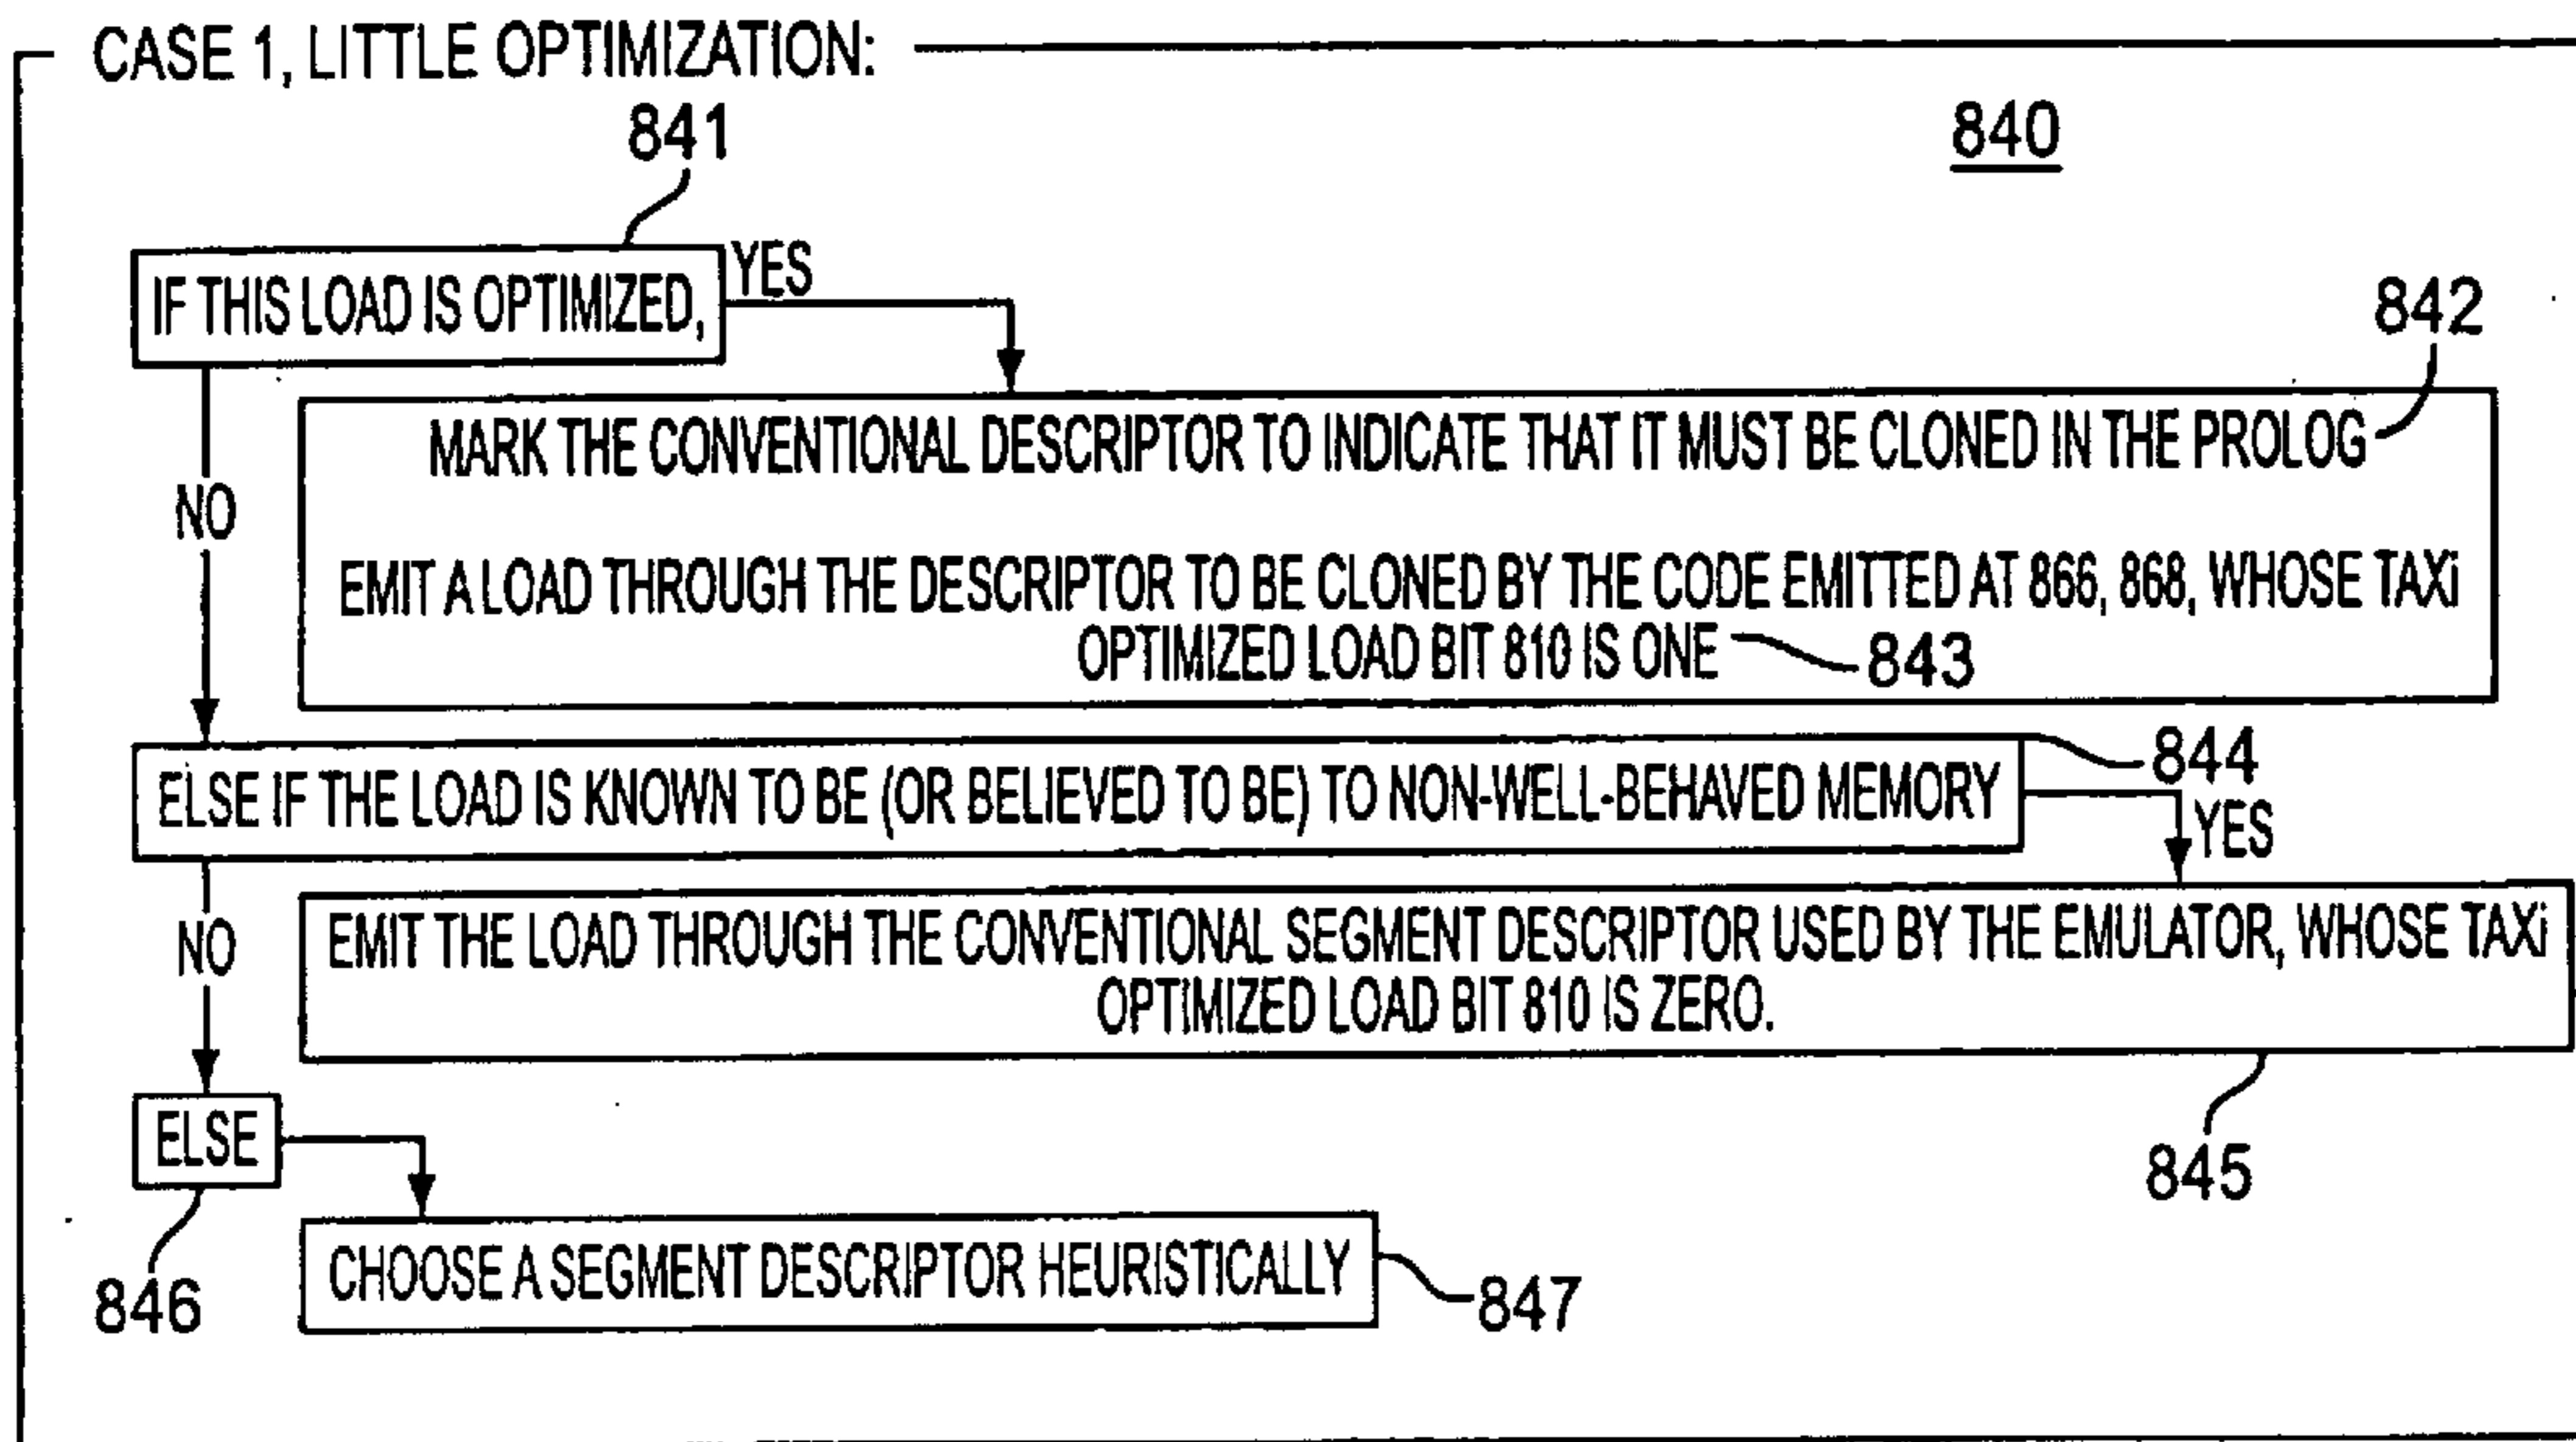 CASE 1, LITTLE OPTIMIZATION:
840
841
IF THIS LOAD IS OPTIMIZED,
YES
842
MARK THE CONVENTIONAL DESCRIPTOR TO INDICATE THAT IT MUST BE CLONED IN THE PROLOG
NO
EMIT A LOAD THROUGH THE DESCRIPTOR TO BE CLONED BY THE CODE EMITTED AT 866, 868, WHOSE TAXi
OPTIMIZED LOAD BIT 810 IS ONE
843
844
ELSE IF THE LOAD IS KNOWN TO BE (OR BELIEVED TO BE) TO NON-WELL-BEHAVED MEMORY
YES
NO
EMIT THE LOAD THROUGH THE CONVENTIONAL SEGMENT DESCRIPTOR USED BY THE EMULATOR, WHOSE TAXi
OPTIMIZED LOAD BIT 810 IS ZERO.
845
ELSE
846
CHOOSE A SEGMENT DESCRIPTOR HEURISTICALLY
847